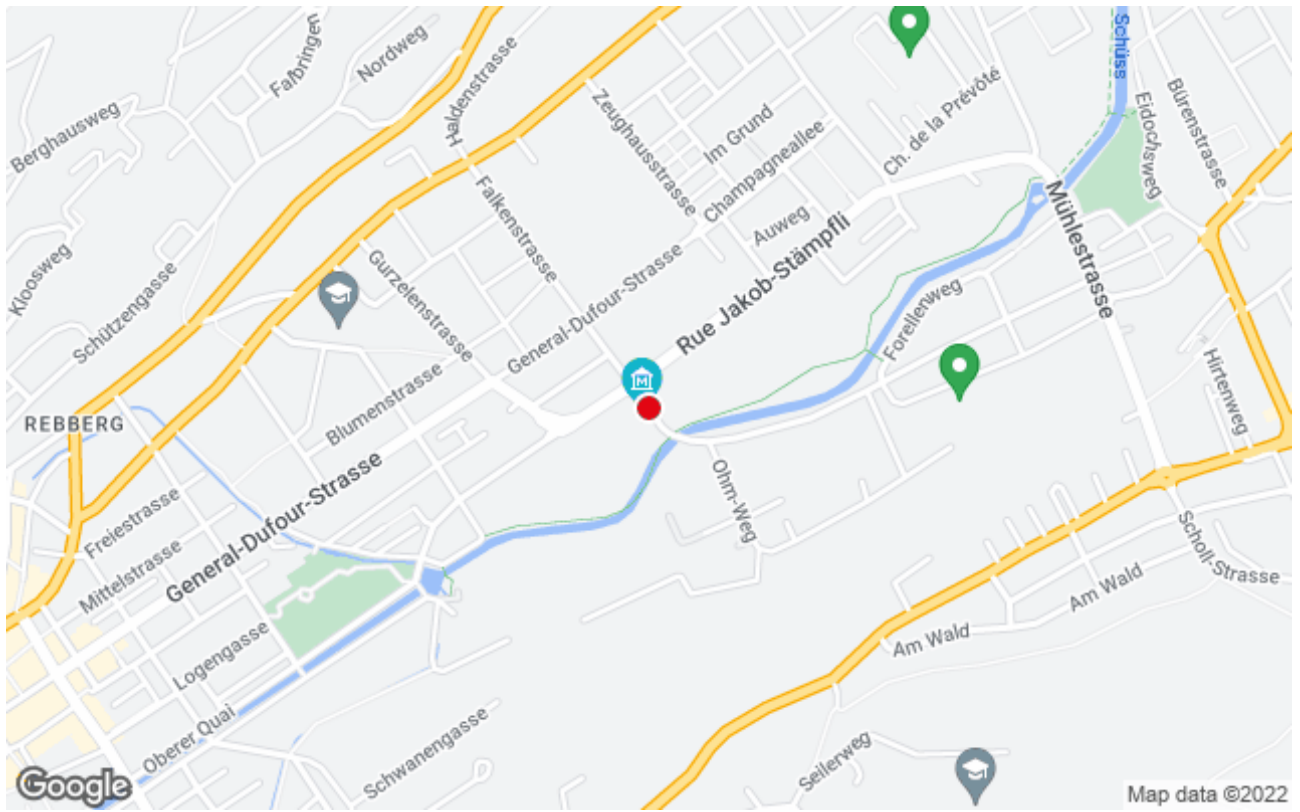 Falbringen
Nordweg
Haldenstrasse
Berghausweg
Zeughausstrasse
Im Grund
Champagneallee
Ch. de la Prévôte
Schüss
Eidochsweg
Bürenstrasse
Kloosweg
Schützengasse
Gurzelenstrasse
Falkenstrasse
Auweg
General-Dufour-Strasse
Rue Jakob-Stämpfli
Mühlestrasse
Forellenweg
Hirtenweg
REBBERG
Blumenstrasse
M
General-Dufour-Strasse
Ohm-Weg
Freiestrasse
Mittelstrasse
Scholl-Strasse
Am Wald
Am Wald
Logengasse
Oberer Quai
Schwanengasse
Seilerweg
Google
Map data ©2022